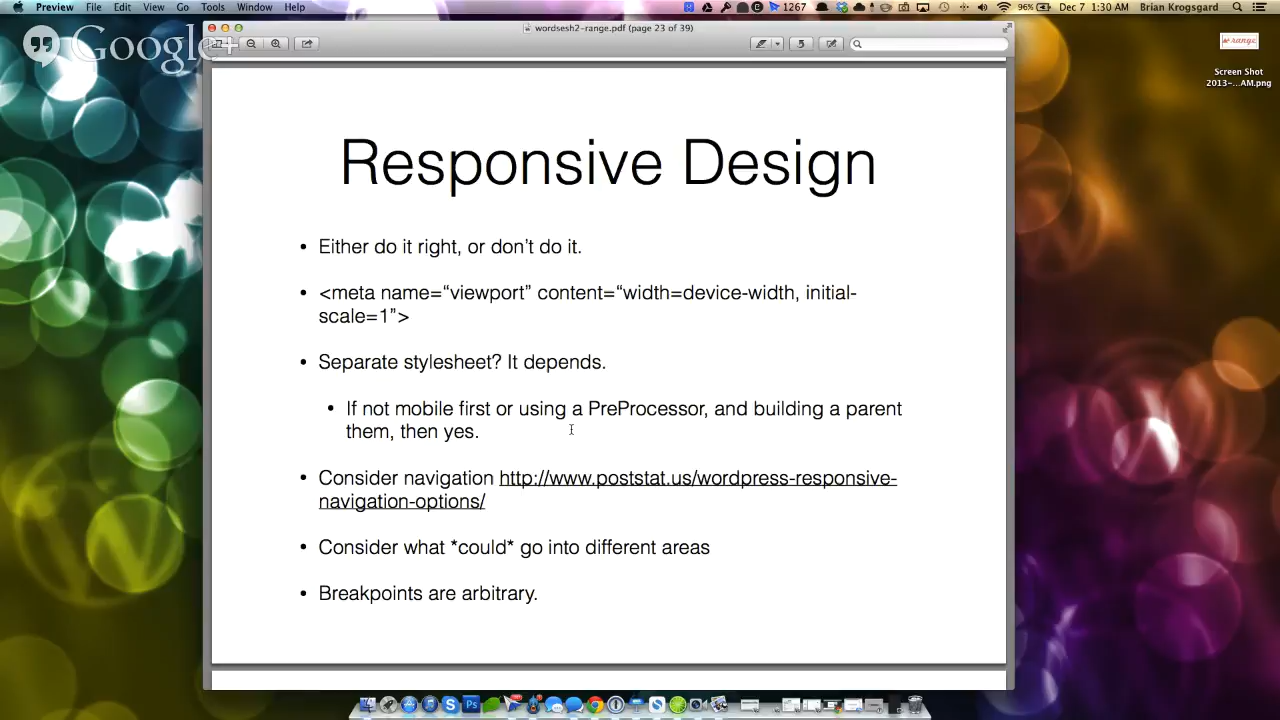 Preview File Edit View Go Tools Window Help 1267 96% Dec 7 1:30 AM Brian Krogsgard
wordsesh2-range.pdf (page 23 of 39)
Google+
range
Screen Shot
2013-...AM.png
Responsive Design
• Either do it right, or don’t do it.
• <meta name=“viewport” content=“width=device-width, initial-
scale=1”>
• Separate stylesheet? It depends.
• If not mobile first or using a PreProcessor, and building a parent
them, then yes.
• Consider navigation http://www.poststat.us/wordpress-responsive-
navigation-options/
• Consider what *could* go into different areas
• Breakpoints are arbitrary.